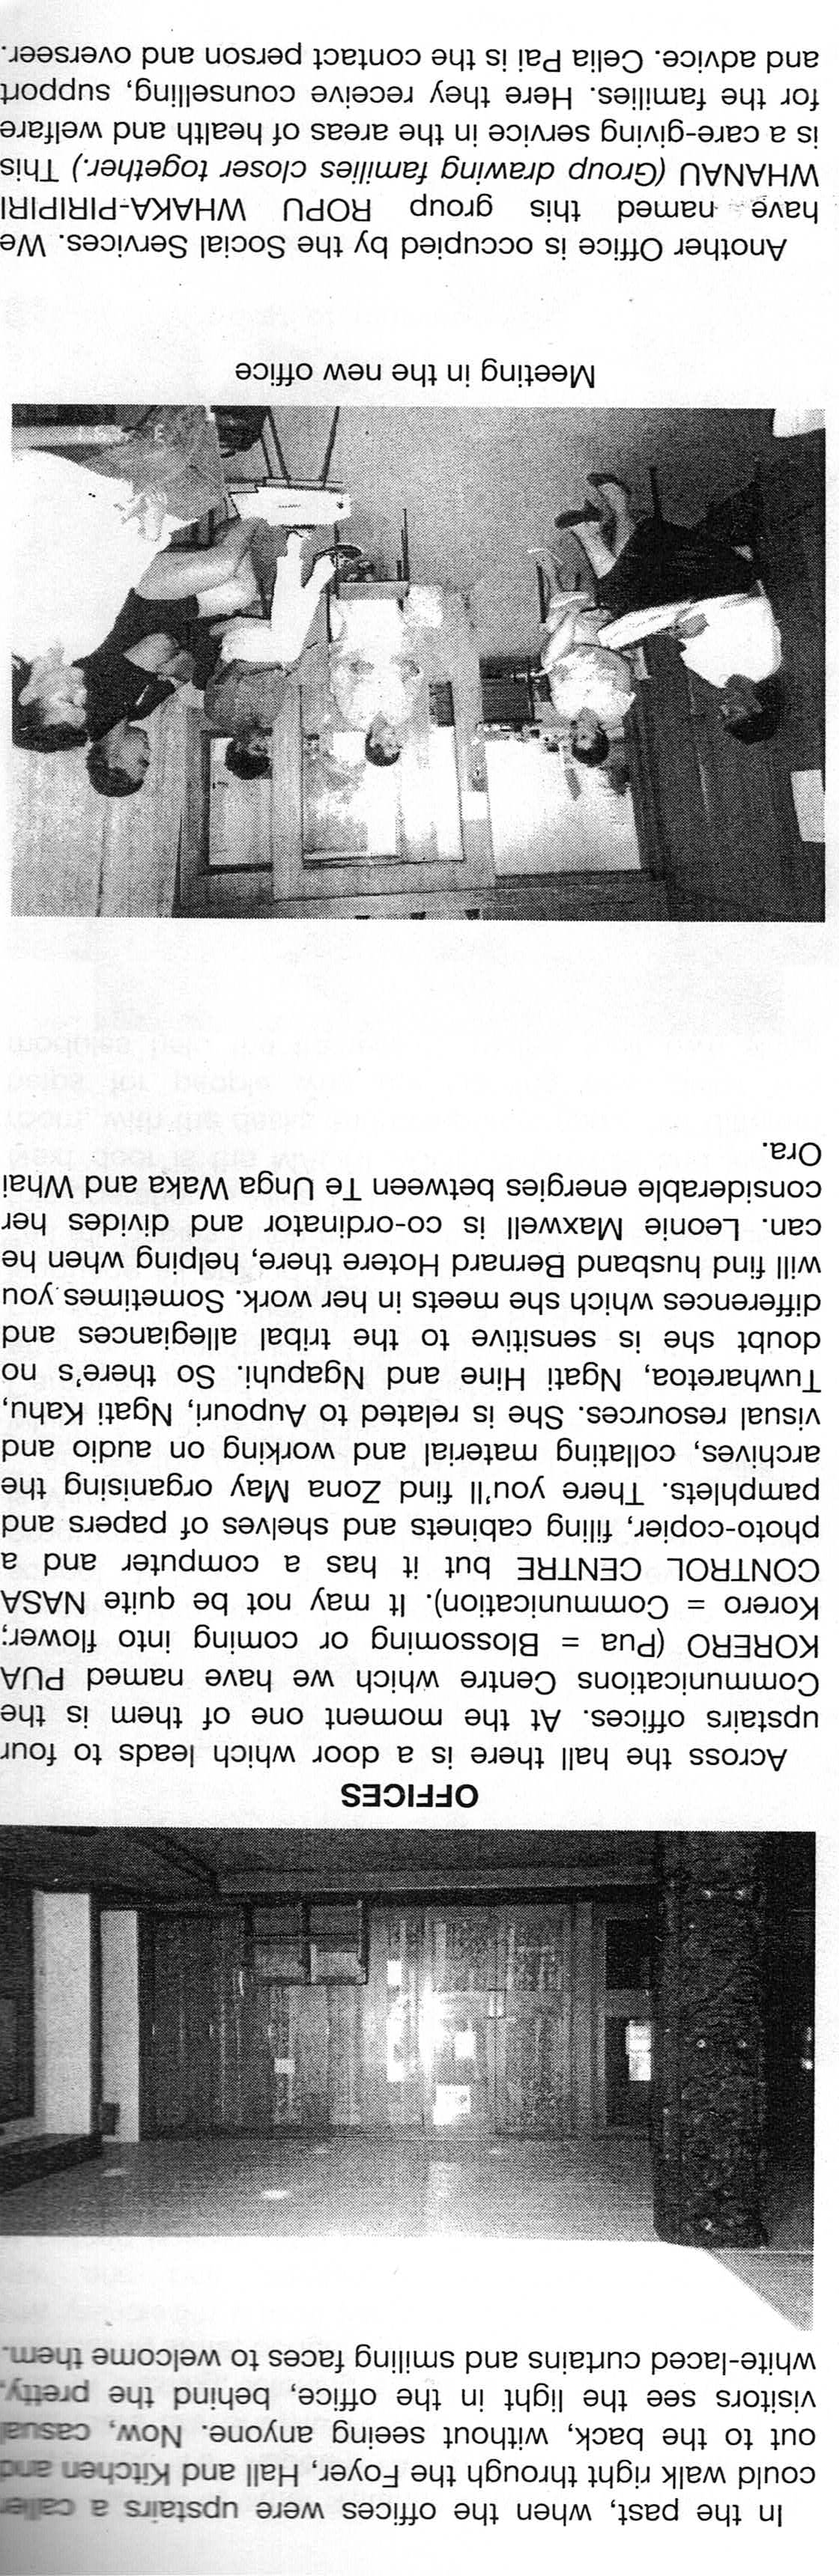 In the past, when the offices were upstairs a caller
could walk right through the Foyer, Hall and Kitchen and
out to the back, without seeing anyone. Now, casual
visitors see the light in the office, behind the pretty,
white-laced curtains and smiling faces to welcome them.
OFFICES
Across the hall there is a door which leads to four
upstairs offices. At the moment one of them is the
Communications Centre which we have named PUA
KORERO (Pua = Blossoming or coming into flower;
Korero = Communication). It may not be quite NASA
CONTROL CENTRE but it has a computer and a
photo-copier, filing cabinets and shelves of papers and
pamphlets. There you'll find Zona May organising the
archives, collating material and working on audio and
visual resources. She is related to Aupouri, Ngati Kahu,
Tuwharetoa, Ngati Hine and Ngapuhi. So there's no
doubt she is sensitive to the tribal allegiances and
differences which she meets in her work. Sometimes you
will find husband Bernard Hotere there, helping when he
can. Leonie Maxwell is co-ordinator and divides her
considerable energies between Te Unga Waka and Whai
Ora.
Meeting in the new office
Another Office is occupied by the Social Services. We
have named this group ROPU WHAKA-PIRIPIRI
WHANAU (Group drawing families closer together.) This
is a care-giving service in the areas of health and welfare
for the families. Here they receive counselling, support
and advice. Celia Pai is the contact person and overseer.